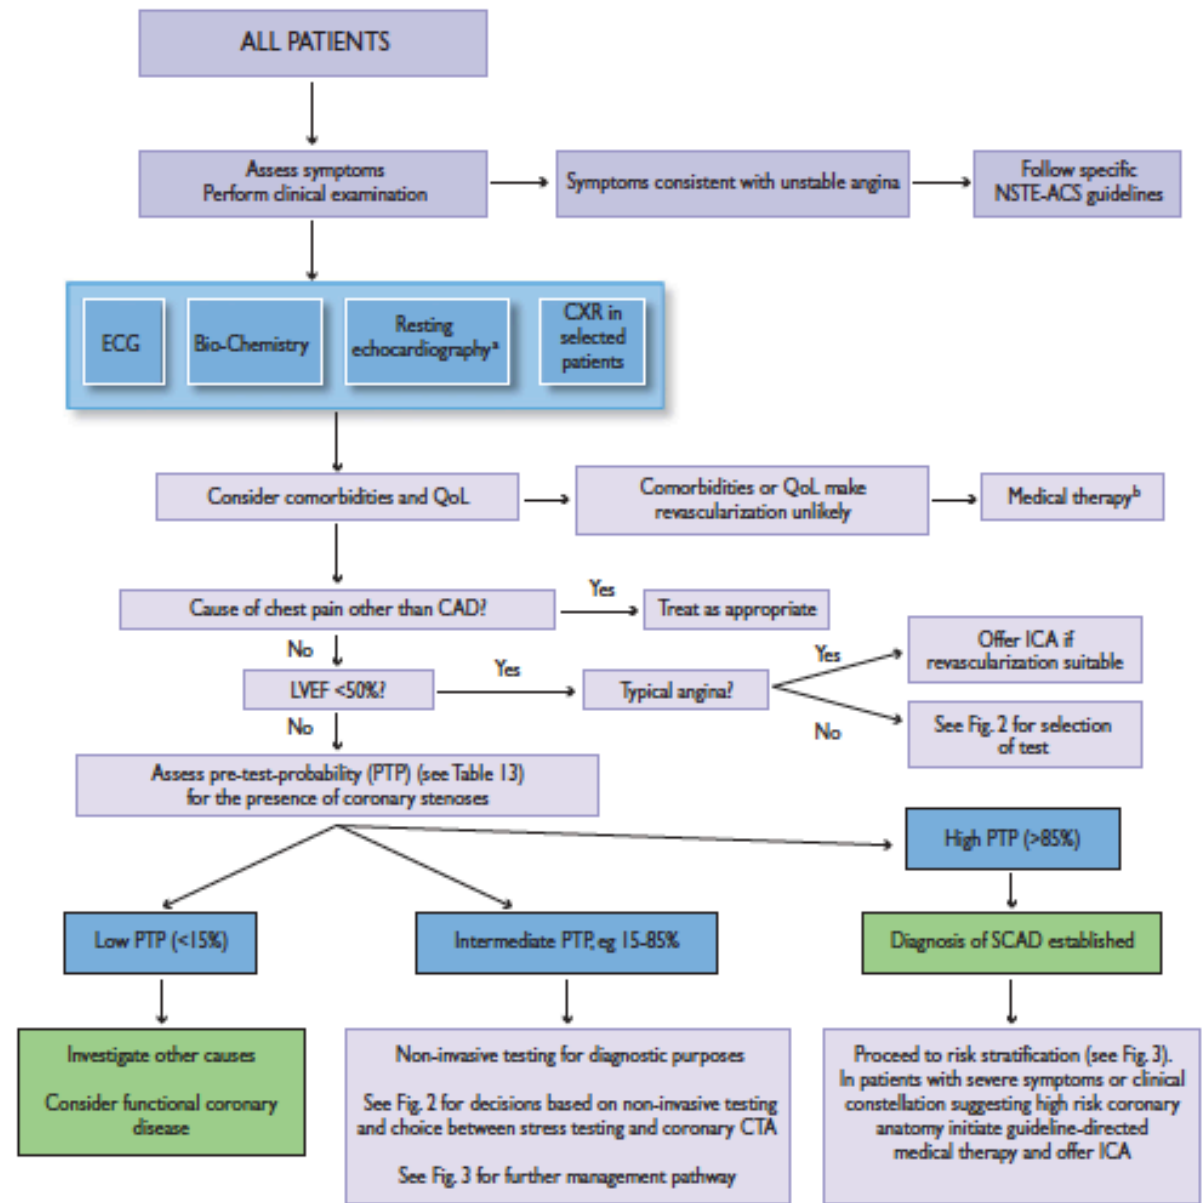 ALL PATIENTS
Assess symptoms
Perform clinical examination
Symptoms consistent with unstable angina
Follow specific
NSTE-ACS guidelines
ECG
Bio-Chemistry
Resting
echocardiographyᵃ
CXR in
selected
patients
Consider comorbidities and QoL
Comorbidities or QoL make
revascularization unlikely
Medical therapyᵇ
Cause of chest pain other than CAD?
Yes
Treat as appropriate
No
LVEF <50%?
Yes
Typical angina?
Yes
Offer ICA if
revascularization suitable
No
See Fig. 2 for selection
of test
No
Assess pre-test-probability (PTP) (see Table 13)
for the presence of coronary stenoses
High PTP (>85%)
Low PTP (<15%)
Intermediate PTP, eg 15-85%
Diagnosis of SCAD established
Investigate other causes
Consider functional coronary
disease
Non-invasive testing for diagnostic purposes
See Fig. 2 for decisions based on non-invasive testing
and choice between stress testing and coronary CTA
See Fig. 3 for further management pathway
Proceed to risk stratification (see Fig. 3).
In patients with severe symptoms or clinical
constellation suggesting high risk coronary
anatomy initiate guideline-directed
medical therapy and offer ICA